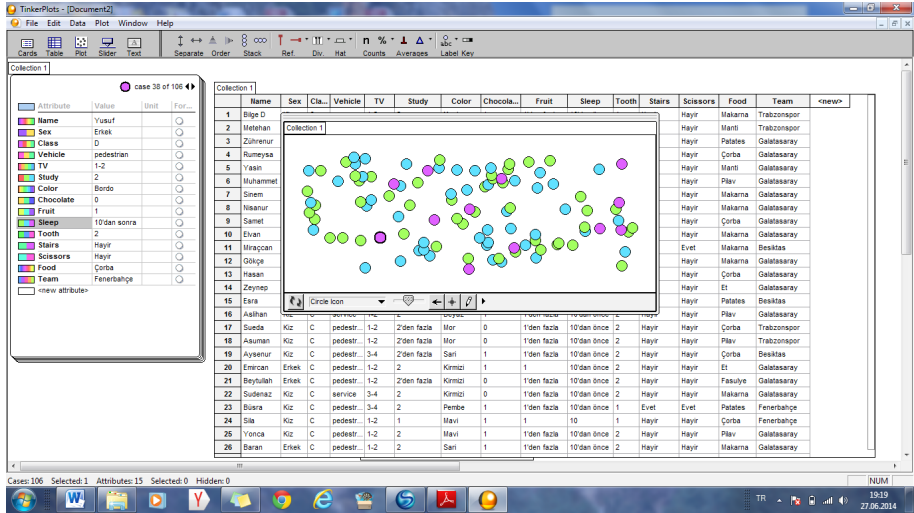 TinkerPlots - [Document2]
File Edit Data Plot Window Help
Cards Table Plot Slider Text Separate Order Stack Ref. Div. Hat Counts Averages Label Key
Collection 1
case 38 of 106
Attribute Value Unit For...
Name Yusuf
Sex Erkek
Class D
Vehicle pedestrian
TV 1-2
Study 2
Color Bordo
Chocolate 0
Fruit 1
Sleep 10'dan sonra
Tooth 2
Stairs Hayir
Scissors Hayir
Food Çorba
Team Fenerbahçe
<new attribute>
Collection 1
Name Sex Cla... Vehicle TV Study Color Chocola... Fruit Sleep Tooth Stairs Scissors Food Team <new>
1 Bilge D Hayir Makarna Trabzonspor
2 Metehan Hayir Manti Trabzonspor
3 Zührenur Hayir Patates Galatasaray
4 Rumeysa Hayir Çorba Galatasaray
5 Yasin Hayir Manti Galatasaray
6 Muhammet Hayir Pilav Galatasaray
7 Sinem Hayir Makarna Galatasaray
8 Nisanur Hayir Makarna Galatasaray
9 Samet Hayir Çorba Galatasaray
10 Elvan Hayir Makarna Galatasaray
11 Miraçcan Evet Makarna Besiktas
12 Gökçe Hayir Makarna Galatasaray
13 Hasan Hayir Çorba Galatasaray
14 Zeynep Hayir Et Galatasaray
15 Esra Hayir Patates Besiktas
16 Aslihan Hayir Makarna Galatasaray
17 Sueda Kiz C pedestr... 1-2 2'den fazla Mor 0 1'den fazla 10'dan önce 2 Hayir Hayir Çorba Trabzonspor
18 Asuman Kiz C pedestr... 1-2 2'den fazla Mor 0 1'den fazla 10'dan önce 2 Hayir Hayir Pilav Trabzonspor
19 Aysenur Kiz C pedestr... 3-4 2'den fazla Sari 1 1'den fazla 10'dan önce 2 Hayir Hayir Çorba Besiktas
20 Emircan Erkek C pedestr... 1-2 2 Kirmizi 1 1 10'dan önce 2 Hayir Hayir Et Galatasaray
21 Beytullah Erkek C pedestr... 1-2 2'den fazla Kirmizi 0 1'den fazla 10'dan önce 2 Hayir Hayir Fasulye Galatasaray
22 Sudenaz Kiz C service 3-4 2 Kirmizi 0 1'den fazla 10'dan önce 2 Hayir Hayir Makarna Galatasaray
23 Büsra Kiz C pedestr... 3-4 2 Pembe 1 1'den fazla 10'dan önce 1 Evet Evet Patates Fenerbahçe
24 Sila Kiz C pedestr... 1-2 1 Mavi 1 1 10 1 Hayir Hayir Çorba Fenerbahçe
25 Yonca Kiz C pedestr... 1-2 2 Mavi 1 1'den fazla 10'dan önce 2 Hayir Hayir Pilav Galatasaray
26 Baran Erkek C pedestr... 1-2 2 Sari 1 1'den fazla 10'dan önce 2 Hayir Hayir Makarna Galatasaray
Collection 1
Circle Icon
Cases: 106 Selected: 1 Attributes: 15 Selected: 0 Hidden: 0 NUM
TR 19:19
27.06.2014